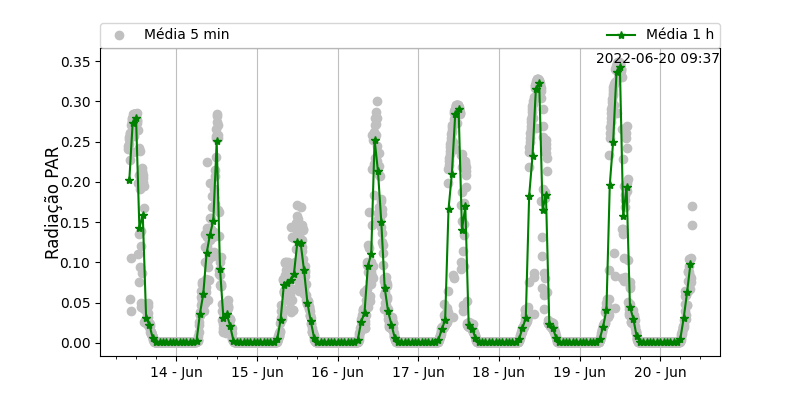 Média 5 min
Média 1 h
2022-06-20 09:37
Radiação PAR
0.35
0.30
0.25
0.20
0.15
0.10
0.05
0.00
14 - Jun
15 - Jun
16 - Jun
17 - Jun
18 - Jun
19 - Jun
20 - Jun